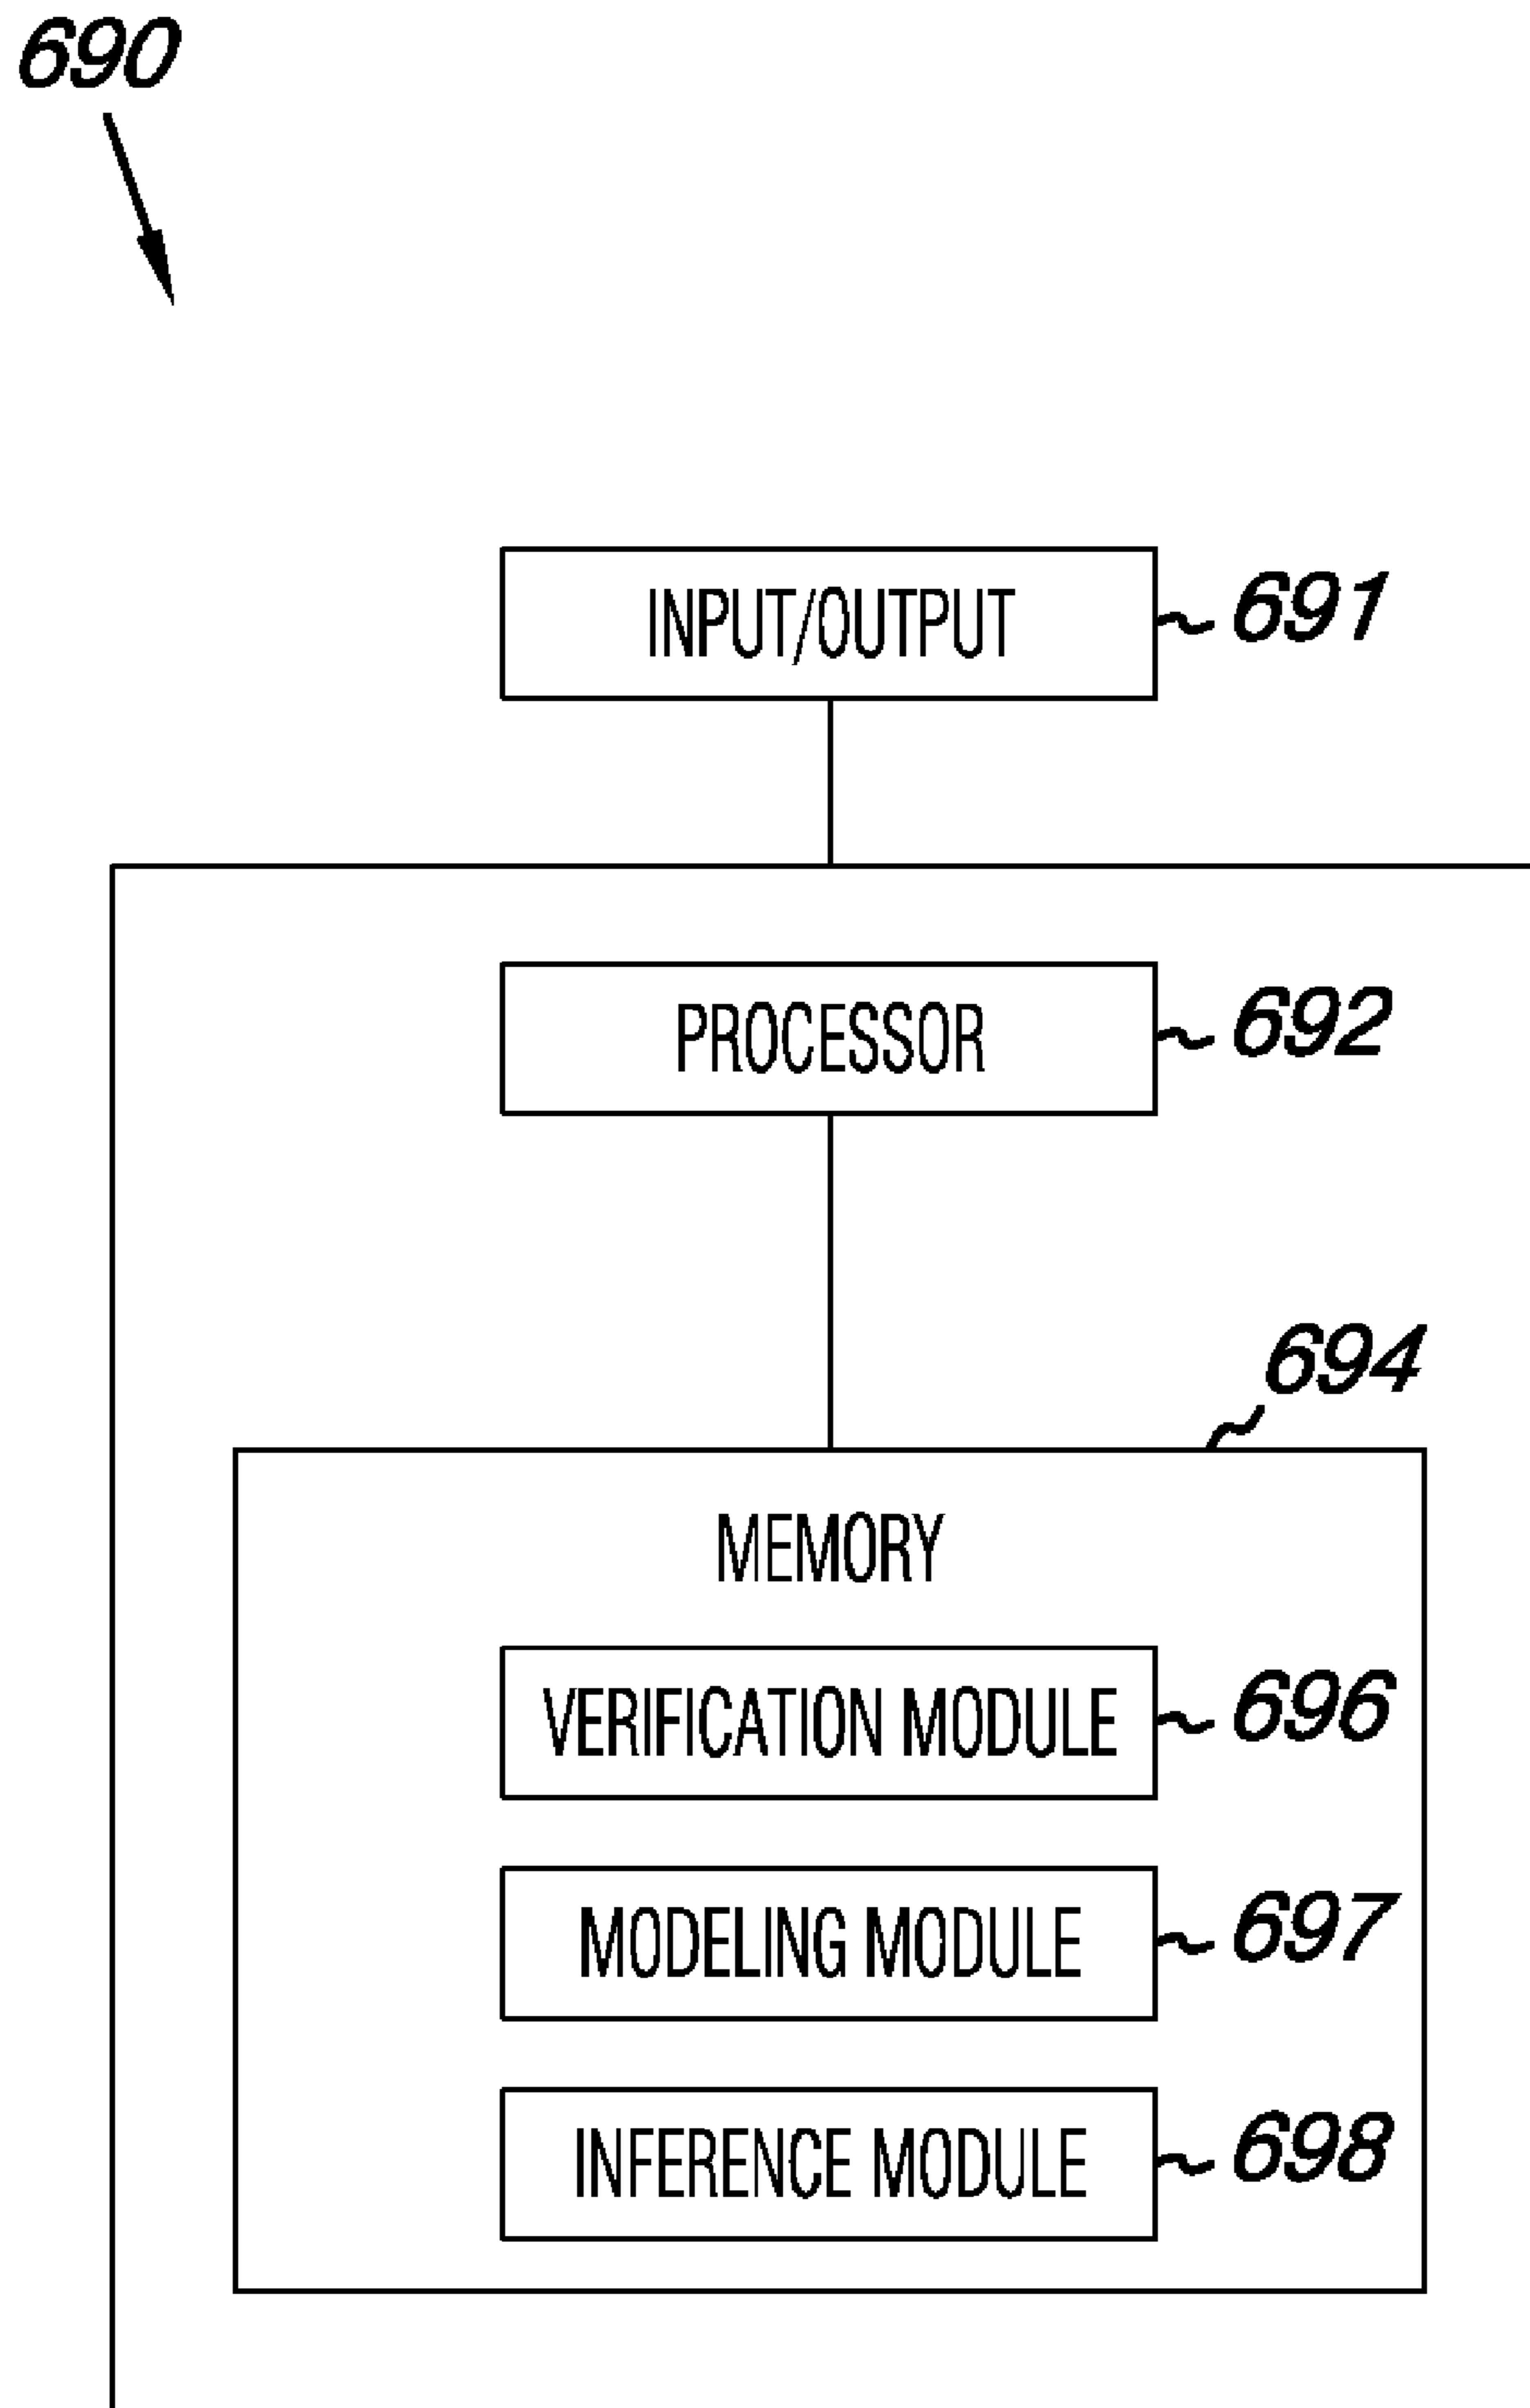 690
INPUT/OUTPUT
691
PROCESSOR
692
694
MEMORY
VERIFICATION MODULE
696
MODELING MODULE
697
INFERENCE MODULE
698